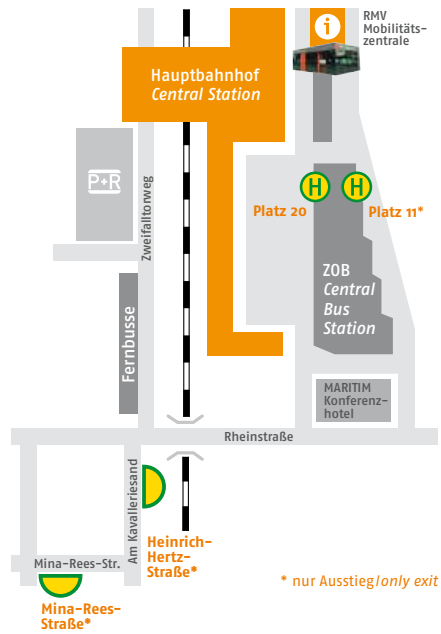 RMV
Mobilitäts-
zentrale
i
Hauptbahnhof
Central Station
P+R
Zweifalltorweg
H
H
Platz 20
Platz 11*
ZOB
Central
Bus
Station
Fernbusse
MARITIM
Konferenz-
hotel
Rheinstraße
Am Kavalleriesand
Heinrich-
Hertz-
Straße*
Mina-Rees-Str.
Mina-Rees-
Straße*
* nur Ausstieg/only exit